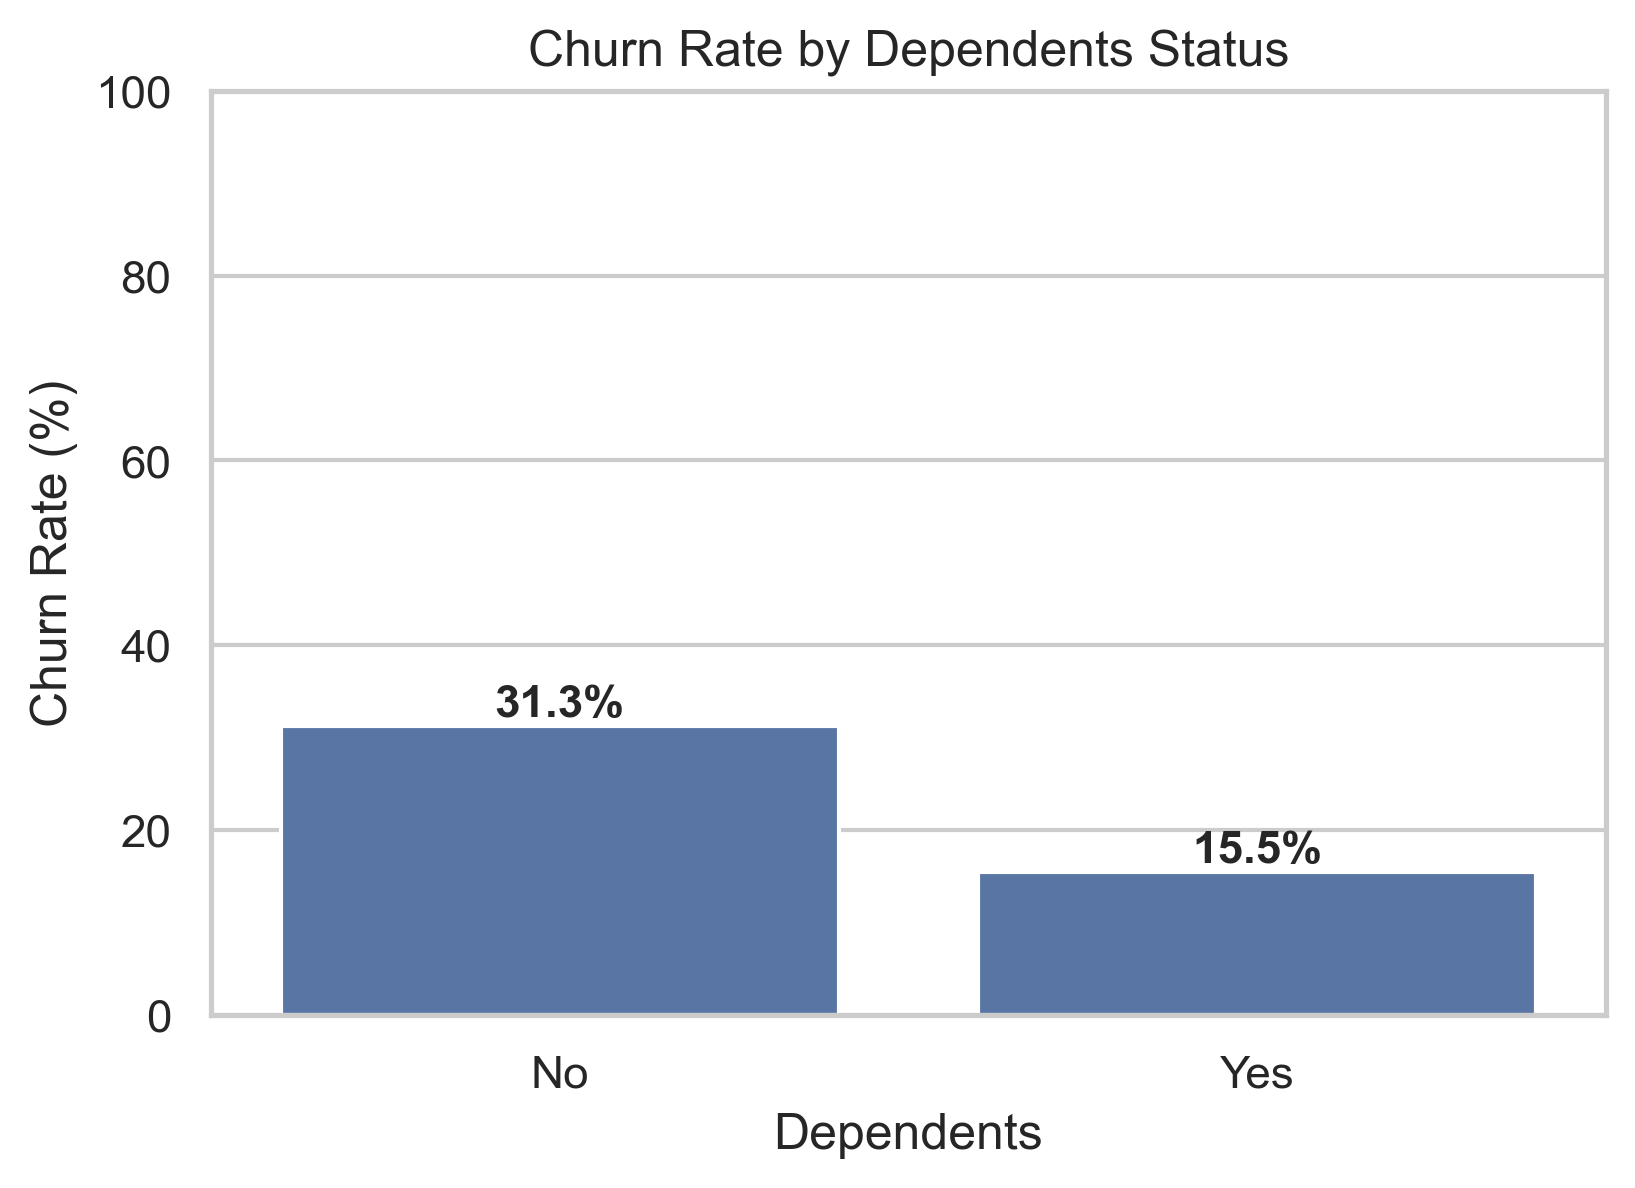 Churn Rate by Dependents Status
100
80
60
40
20
0
Churn Rate (%)
31.3%
15.5%
No
Yes
Dependents